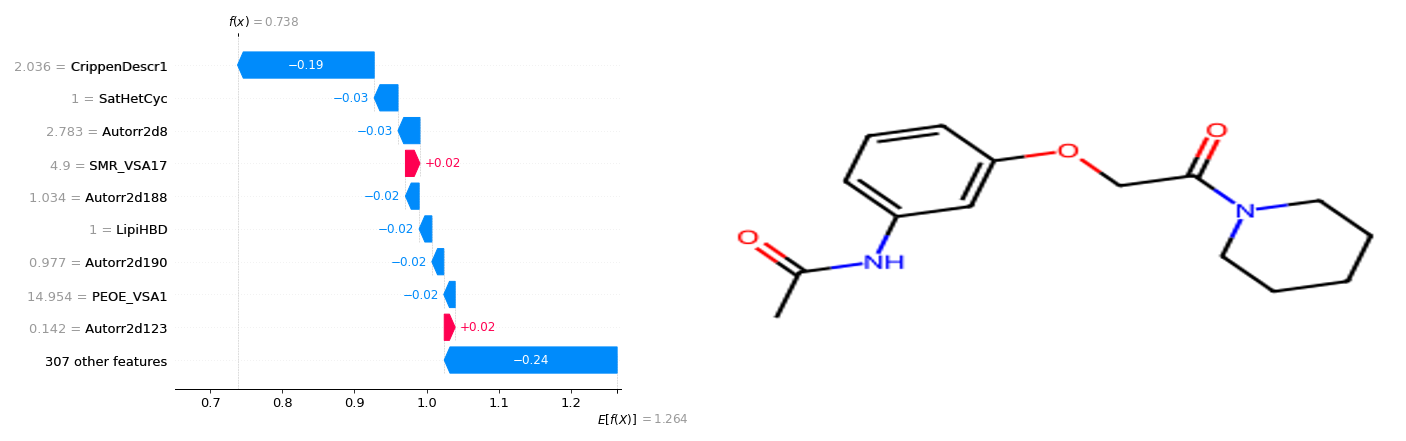 f(x) = 0.738
2.036 = CrippenDescr1
−0.19
1 = SatHetCyc
−0.03
2.783 = Autorr2d8
−0.03
4.9 = SMR_VSA17
+0.02
1.034 = Autorr2d188
−0.02
1 = LipiHBD
−0.02
0.977 = Autorr2d190
−0.02
14.954 = PEOE_VSA1
−0.02
0.142 = Autorr2d123
+0.02
307 other features
−0.24
0.7 0.8 0.9 1.0 1.1 1.2
E[f(X)] = 1.264
O
O
N
O
NH